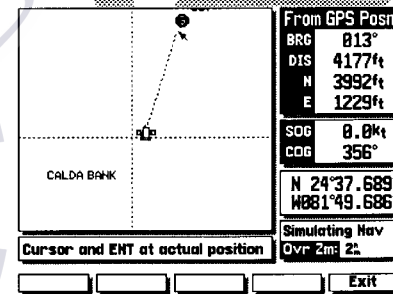 CALDA BANK
Cursor and ENT at actual position
From GPS Posn
BRG 013°
DIS 4177ft
N 3992ft
E 1229ft
SOG 0.0kt
COG 356°
N 24°37.689
W081°49.686
Simulating Nav
Ovr Zm:
Exit